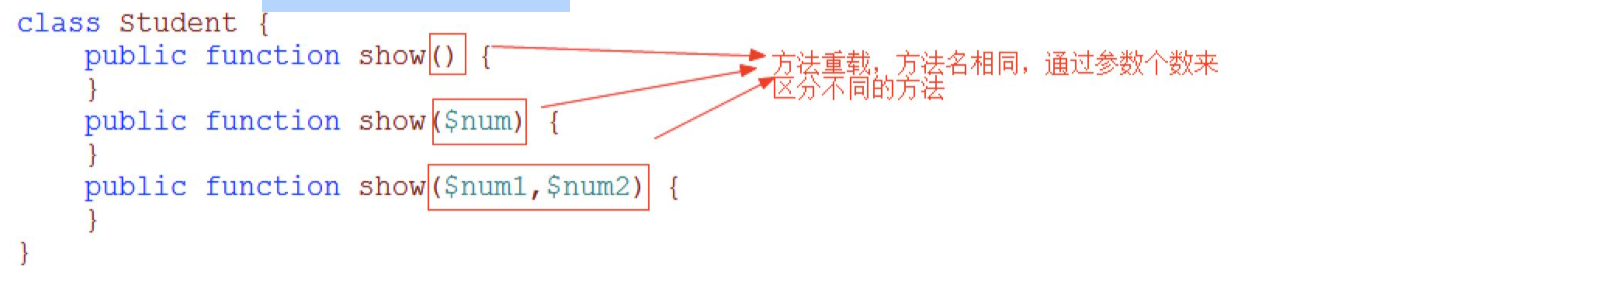 class Student {
public function show() {
}
public function show($num) {
}
public function show($num1,$num2) {
}
}
方法重载，方法名相同，通过参数个数来
区分不同的方法